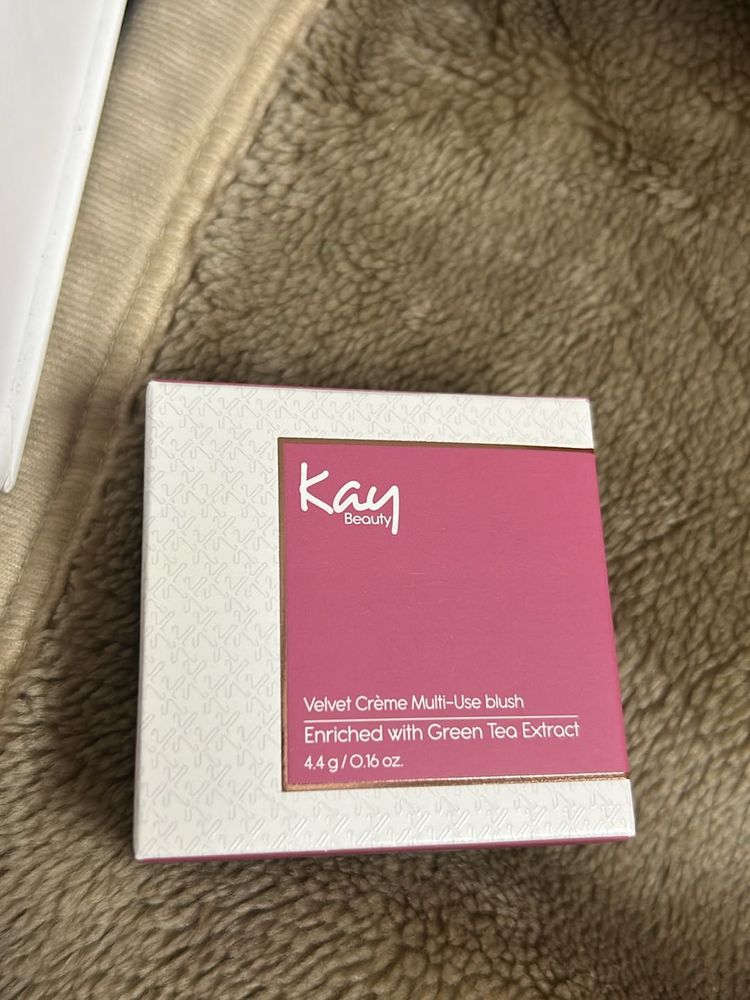 Kay
Beauty
Velvet Crème Multi-Use blush
Enriched with Green Tea Extract
4.4 g / 0.16 oz.